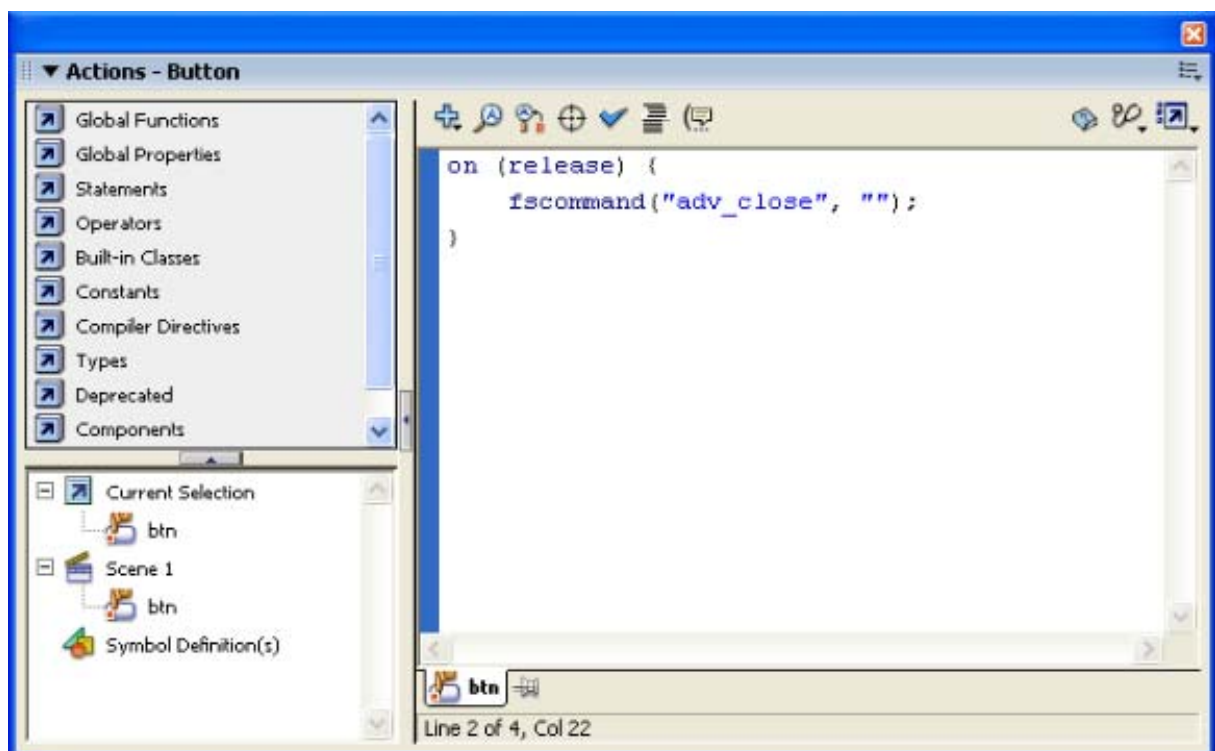 Actions - Button
Global Functions
Global Properties
Statements
Operators
Built-in Classes
Constants
Compiler Directives
Types
Deprecated
Components
Current Selection
btn
Scene 1
btn
Symbol Definition(s)
on (release) {
fscommand("adv_close", "");
}
btn
Line 2 of 4, Col 22